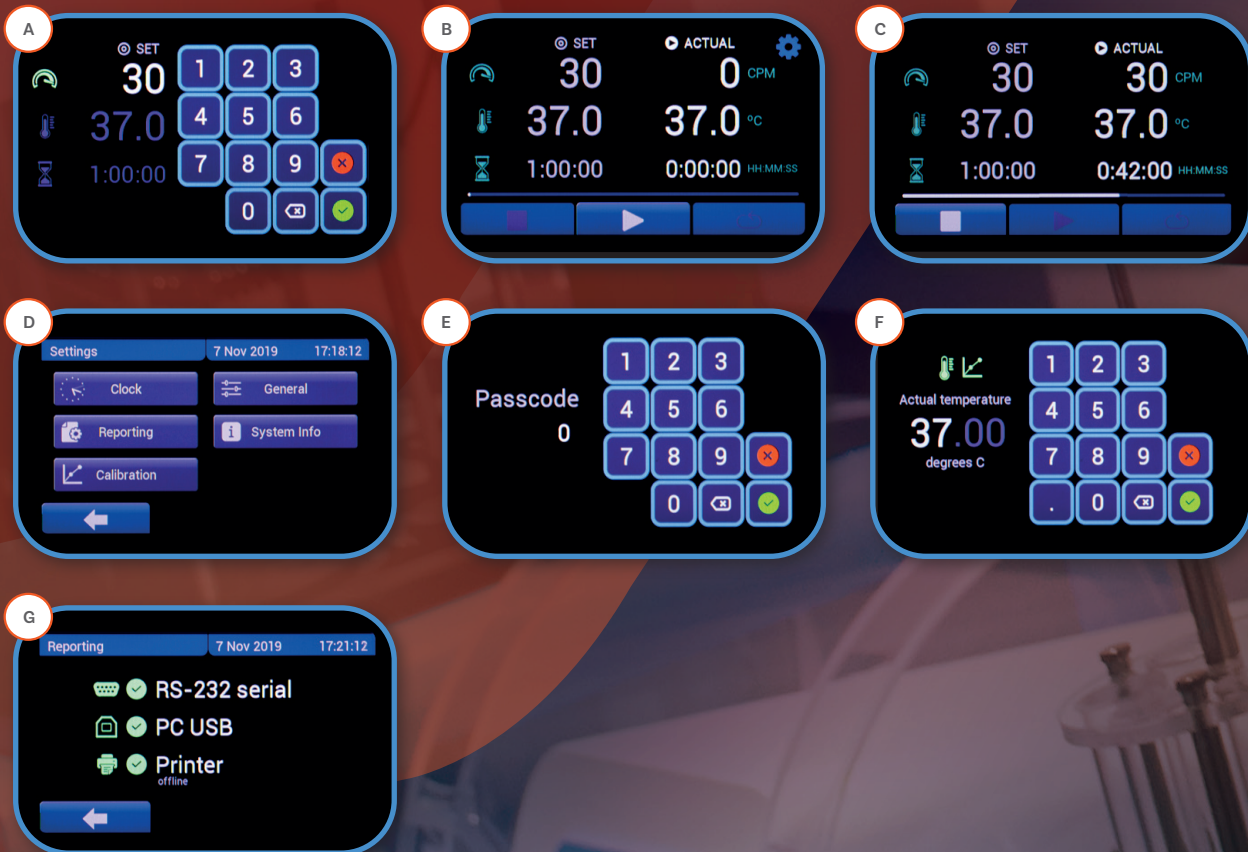 A
SET
30
37.0
1:00:00
1 2 3
4 5 6
7 8 9
0
B
SET ACTUAL
30 0 CPM
37.0 37.0 ºC
1:00:00 0:00:00 HH:MM:SS
C
SET ACTUAL
30 30 CPM
37.0 37.0 ºC
1:00:00 0:42:00 HH:MM:SS
D
Settings 7 Nov 2019 17:18:12
Clock General
Reporting System Info
Calibration
E
Passcode
0
1 2 3
4 5 6
7 8 9
0
F
Actual temperature
37.00
degrees C
1 2 3
4 5 6
7 8 9
. 0
G
Reporting 7 Nov 2019 17:21:12
RS-232 serial
PC USB
Printer
offline